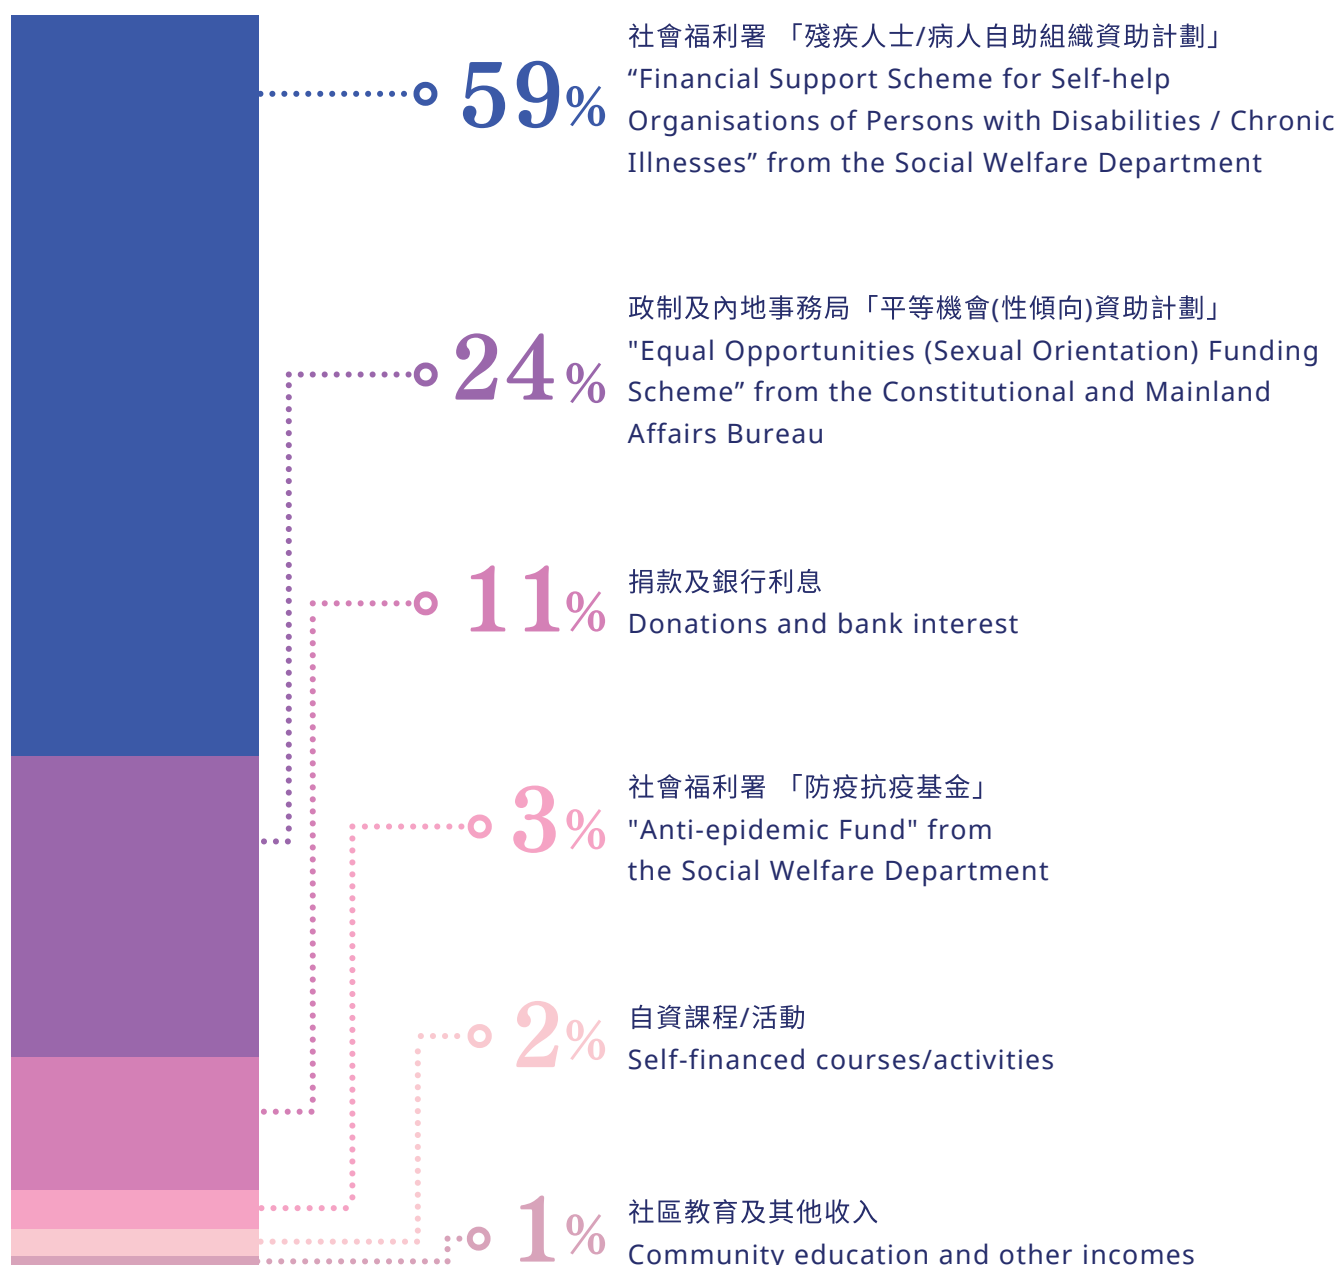 59%
社會福利署 「殘疾人士/病人自助組織資助計劃」
“Financial Support Scheme for Self-help
Organisations of Persons with Disabilities / Chronic
Illnesses” from the Social Welfare Department
24%
政制及內地事務局「平等機會(性傾向)資助計劃」
"Equal Opportunities (Sexual Orientation) Funding
Scheme” from the Constitutional and Mainland
Affairs Bureau
11%
捐款及銀行利息
Donations and bank interest
3%
社會福利署 「防疫抗疫基金」
"Anti-epidemic Fund" from
the Social Welfare Department
2%
自資課程/活動
Self-financed courses/activities
1%
社區教育及其他收入
Community education and other incomes